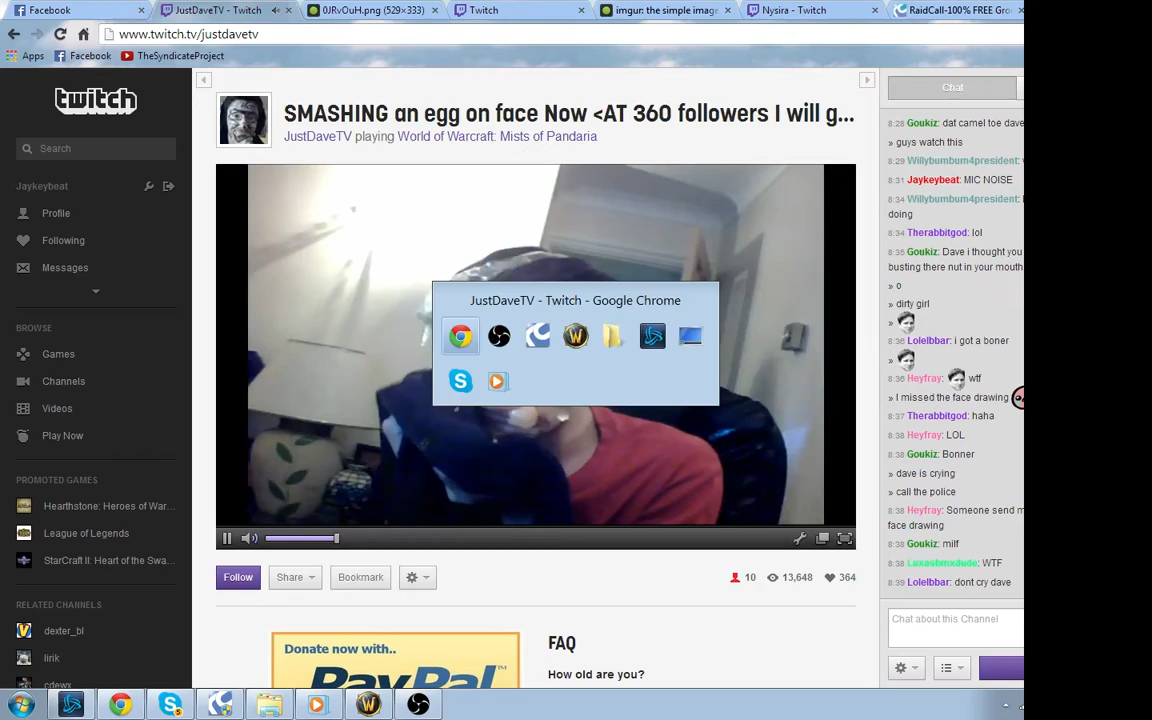 Facebook
JustDaveTV - Twitch
0JRvOuH.png (529×333)
Twitch
imgur: the simple imag
Nysira - Twitch
RaidCall-100% FREE Gro
www.twitch.tv/justdavetv
Apps
Facebook
TheSyndicateProject
twitch
Search
Jaykeybeat
Profile
Following
Messages
BROWSE
Games
Channels
Videos
Play Now
PROMOTED GAMES
Hearthstone: Heroes of War...
League of Legends
StarCraft II: Heart of the Swa...
RELATED CHANNELS
dexter_bl
lirik
cdewx
SMASHING an egg on face Now <AT 360 followers I will g...
JustDaveTV playing World of Warcraft: Mists of Pandaria
JustDaveTV - Twitch - Google Chrome
Follow
Share
Bookmark
10
13,648
364
Donate now with..
PayPal
TM
FAQ
How old are you?
Chat
8:28 Goukiz: dat camel toe dave
» guys watch this
8:29 Willybumbum4president:
8:31 Jaykeybeat: MIC NOISE
8:34 Willybumbum4president:
doing
8:34 Therabbitgod: lol
8:35 Goukiz: Dave i thought you
busting there nut in your mouth
» o
» dirty girl
»
8:36 Lolelbbar: i got a boner
»
8:36 Heyfray: wtf
» I missed the face drawing
8:37 Therabbitgod: haha
8:38 Heyfray: LOL
8:38 Goukiz: Bonner
» dave is crying
» call the police
8:38 Heyfray: Someone send m
face drawing
8:38 Goukiz: milf
8:38 Luxashmxdude: WTF
8:39 Lolelbbar: dont cry dave
Chat about this Channel